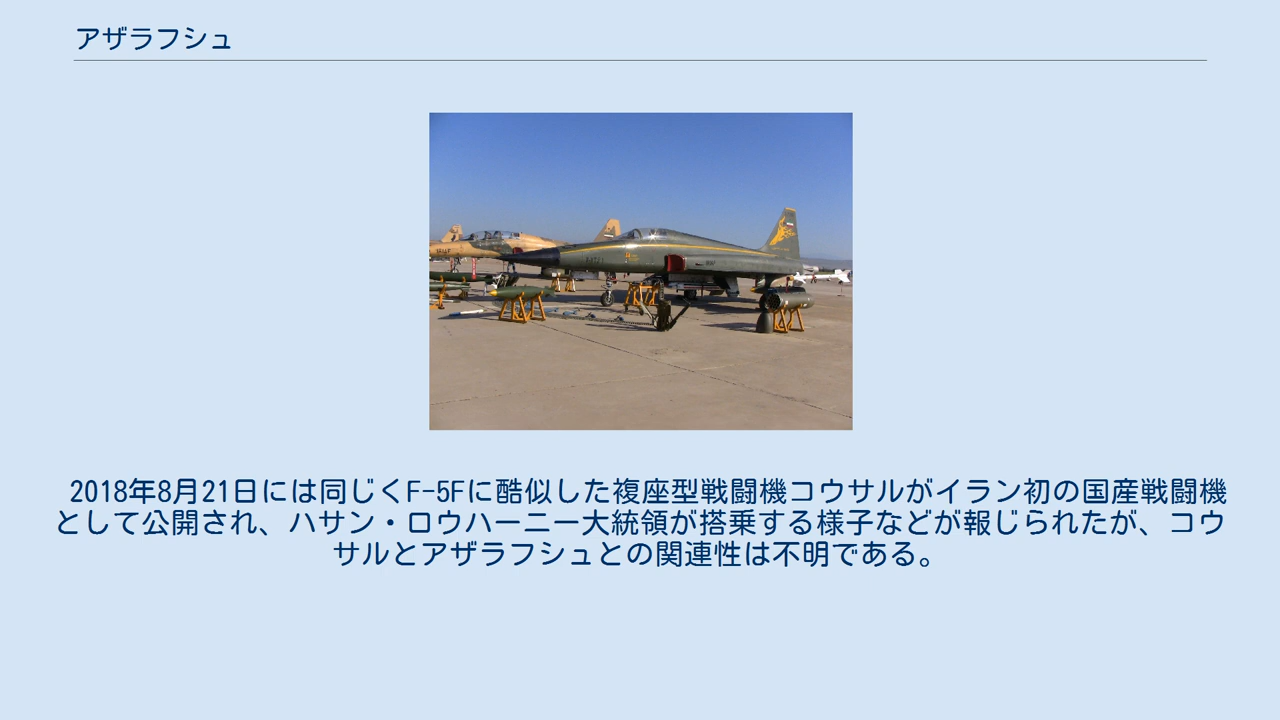 アザラフシュ
2018年8月21日には同じくF-5Fに酷似した複座型戦闘機コウサルがイラン初の国産戦闘機
として公開され、ハサン・ロウハーニー大統領が搭乗する様子などが報じられたが、コウ
サルとアザラフシュとの関連性は不明である。